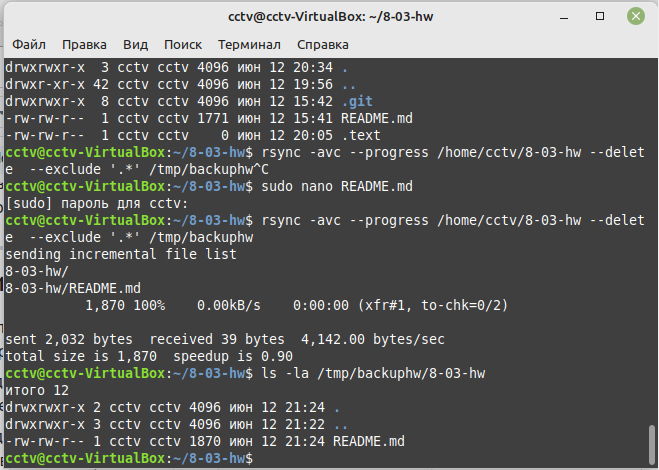 cctv@cctv-VirtualBox: ~/8-03-hw
Файл Правка Вид Поиск Терминал Справка
drwxrwxr-x  3 cctv cctv 4096 июн 12 20:34 .
drwxr-xr-x 42 cctv cctv 4096 июн 12 19:56 ..
drwxrwxr-x  8 cctv cctv 4096 июн 12 15:42 .git
-rw-rw-r--  1 cctv cctv 1771 июн 12 15:41 README.md
-rw-rw-r--  1 cctv cctv    0 июн 12 20:05 .text
cctv@cctv-VirtualBox:~/8-03-hw$ rsync -avc --progress /home/cctv/8-03-hw --delet
e  --exclude '.*' /tmp/backuphw^C
cctv@cctv-VirtualBox:~/8-03-hw$ sudo nano README.md
[sudo] пароль для cctv:
cctv@cctv-VirtualBox:~/8-03-hw$ rsync -avc --progress /home/cctv/8-03-hw --delet
e  --exclude '.*' /tmp/backuphw
sending incremental file list
8-03-hw/
8-03-hw/README.md
          1,870 100%    0.00kB/s    0:00:00 (xfr#1, to-chk=0/2)
sent 2,032 bytes  received 39 bytes  4,142.00 bytes/sec
total size is 1,870  speedup is 0.90
cctv@cctv-VirtualBox:~/8-03-hw$ ls -la /tmp/backuphw/8-03-hw
итого 12
drwxrwxr-x 2 cctv cctv 4096 июн 12 21:24 .
drwxrwxr-x 3 cctv cctv 4096 июн 12 21:22 ..
-rw-rw-r-- 1 cctv cctv 1870 июн 12 21:24 README.md
cctv@cctv-VirtualBox:~/8-03-hw$